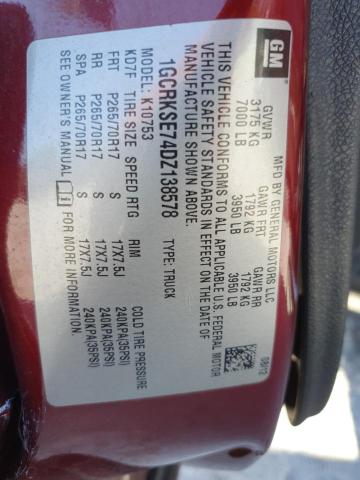 GM
MFD BY GENERAL MOTORS LLC 08/12
GVWR GAWR FRT GAWR RR
3175 KG 1792 KG 1792 KG
7000 LB 3950 LB 3950 LB
THIS VEHICLE CONFORMS TO ALL APPLICABLE U.S. FEDERAL MOTOR
VEHICLE SAFETY STANDARDS IN EFFECT ON THE DATE OF
MANUFACTURE SHOWN ABOVE.
1GCRKSE74DZ138578 TYPE: TRUCK
MODEL: K10753
KD7F TIRE SIZE SPEED RTG RIM COLD TIRE PRESSURE
FRT P265/70R17 S 17X7.5J 240KPA(35PSI)
RR P265/70R17 S 17X7.5J 240KPA(35PSI)
SPA P265/70R17 S 17X7.5J 240KPA(35PSI)
SEE OWNER'S MANUAL FOR MORE INFORMATION.